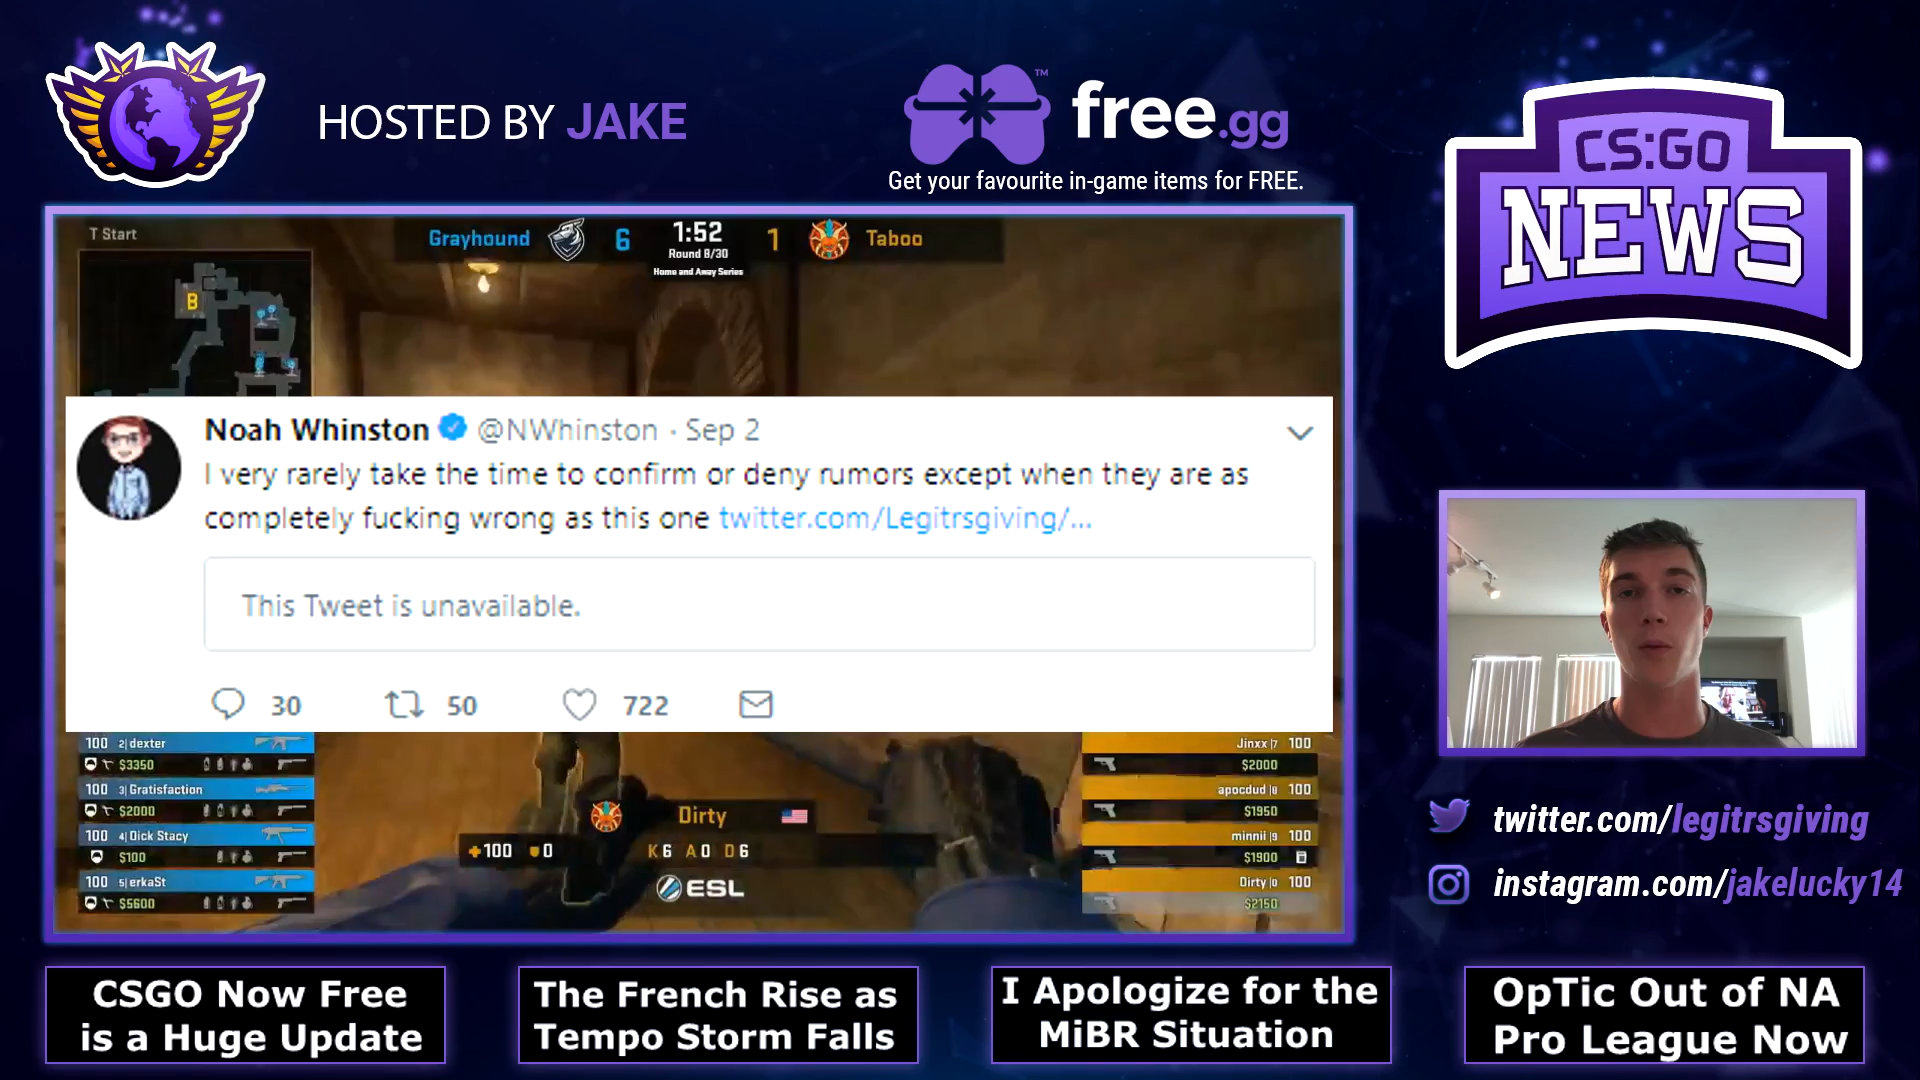 HOSTED BY JAKE
free.gg
TM
Get your favourite in-game items for FREE.
CS:GO
NEWS
T Start
Grayhound 6 1:52 1 Taboo
Round 8/30
Home and Away Series
B
Noah Whinston @NWhinston · Sep 2
I very rarely take the time to confirm or deny rumors except when they are as
completely fucking wrong as this one twitter.com/Legitrsgiving/...
This Tweet is unavailable.
30 50 722
100 2| dexter
$3350
100 3| Gratisfaction
$2000
100 4| Dick Stacy
$100
100 5| erkaSt
$5600
Dirty
100 0 K 6 A 0 D 6
ESL
Jinxx |7 100
$2000
apocdud |8 100
$1950
minnii |9 100
$1900
Dirty |0 100
$2150
twitter.com/legitrsgiving
instagram.com/jakelucky14
CSGO Now Free
is a Huge Update
The French Rise as
Tempo Storm Falls
I Apologize for the
MiBR Situation
OpTic Out of NA
Pro League Now